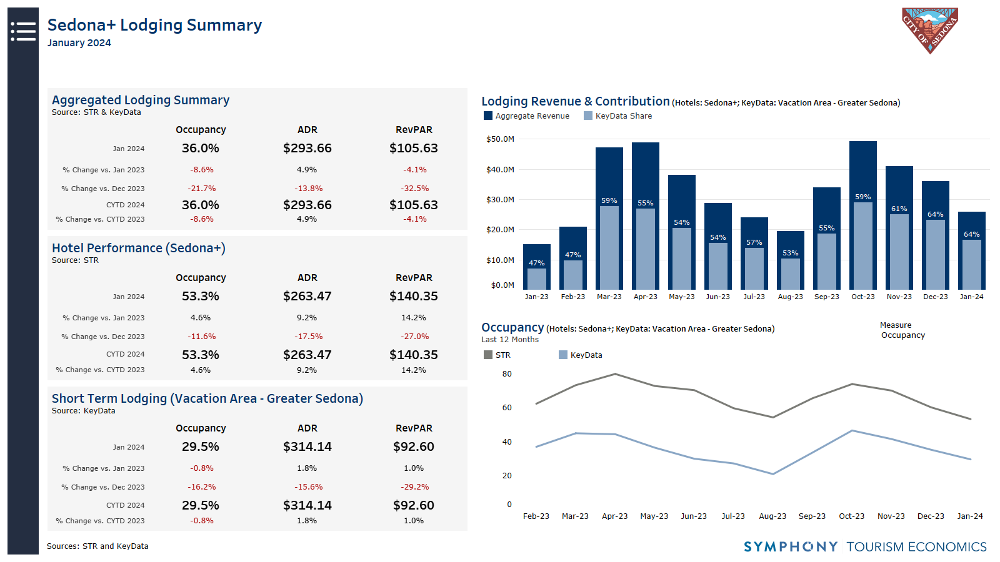 Sedona+ Lodging Summary
January 2024
CITY OF SEDONA
Aggregated Lodging Summary
Source: STR & KeyData
Occupancy ADR RevPAR
Jan 2024 36.0% $293.66 $105.63
% Change vs. Jan 2023 -8.6% 4.9% -4.1%
% Change vs. Dec 2023 -21.7% -13.8% -32.5%
CYTD 2024 36.0% $293.66 $105.63
% Change vs. CYTD 2023 -8.6% 4.9% -4.1%
Hotel Performance (Sedona+)
Source: STR
Occupancy ADR RevPAR
Jan 2024 53.3% $263.47 $140.35
% Change vs. Jan 2023 4.6% 9.2% 14.2%
% Change vs. Dec 2023 -11.6% -17.5% -27.0%
CYTD 2024 53.3% $263.47 $140.35
% Change vs. CYTD 2023 4.6% 9.2% 14.2%
Short Term Lodging (Vacation Area - Greater Sedona)
Source: KeyData
Occupancy ADR RevPAR
Jan 2024 29.5% $314.14 $92.60
% Change vs. Jan 2023 -0.8% 1.8% 1.0%
% Change vs. Dec 2023 -16.2% -15.6% -29.2%
CYTD 2024 29.5% $314.14 $92.60
% Change vs. CYTD 2023 -0.8% 1.8% 1.0%
Sources: STR and KeyData
Lodging Revenue & Contribution (Hotels: Sedona+; KeyData: Vacation Area - Greater Sedona)
Aggregate Revenue KeyData Share
$50.0M
$40.0M
$30.0M
$20.0M
$10.0M
$0.0M
47% 47% 59% 55% 54% 54% 57% 53% 55% 59% 61% 64% 64%
Jan-23 Feb-23 Mar-23 Apr-23 May-23 Jun-23 Jul-23 Aug-23 Sep-23 Oct-23 Nov-23 Dec-23 Jan-24
Occupancy (Hotels: Sedona+; KeyData: Vacation Area - Greater Sedona)
Last 12 Months
Measure
Occupancy
STR KeyData
80
60
40
20
0
Feb-23 Mar-23 Apr-23 May-23 Jun-23 Jul-23 Aug-23 Sep-23 Oct-23 Nov-23 Dec-23 Jan-24
SYMPHONY | TOURISM ECONOMICS